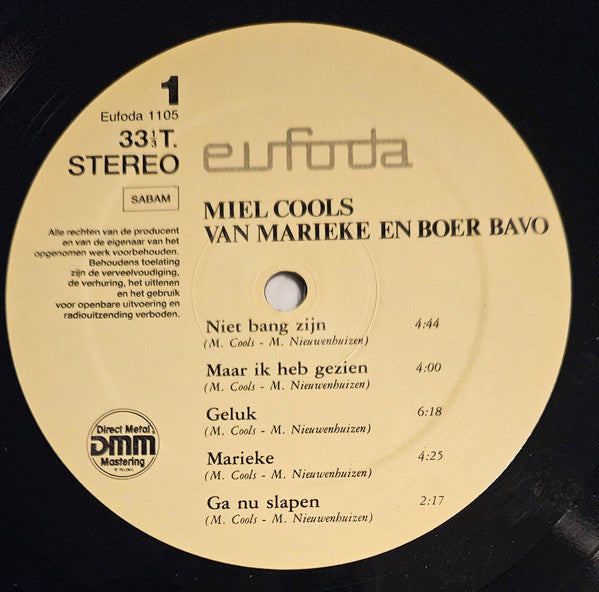 1
Eufoda 1105
33⅓T.
STEREO
SABAM
Alle rechten van de producent
en van de eigenaar van het
opgenomen werk voorbehouden.
Behoudens toelating
zijn de verveelvoudiging,
de verhuring, het uitlenen
en het gebruik
voor openbare uitvoering en
radiouitzending verboden.
eufoda
MIEL COOLS
VAN MARIEKE EN BOER BAVO
Niet bang zijn 4:44
(M. Cools - M. Nieuwenhuizen)
Maar ik heb gezien 4:00
(M. Cools - M. Nieuwenhuizen)
Geluk 6:18
(M. Cools - M. Nieuwenhuizen)
Marieke 4:25
(M. Cools - M. Nieuwenhuizen)
Ga nu slapen 2:17
(M. Cools - M. Nieuwenhuizen)
Direct Metal
DMM
Mastering